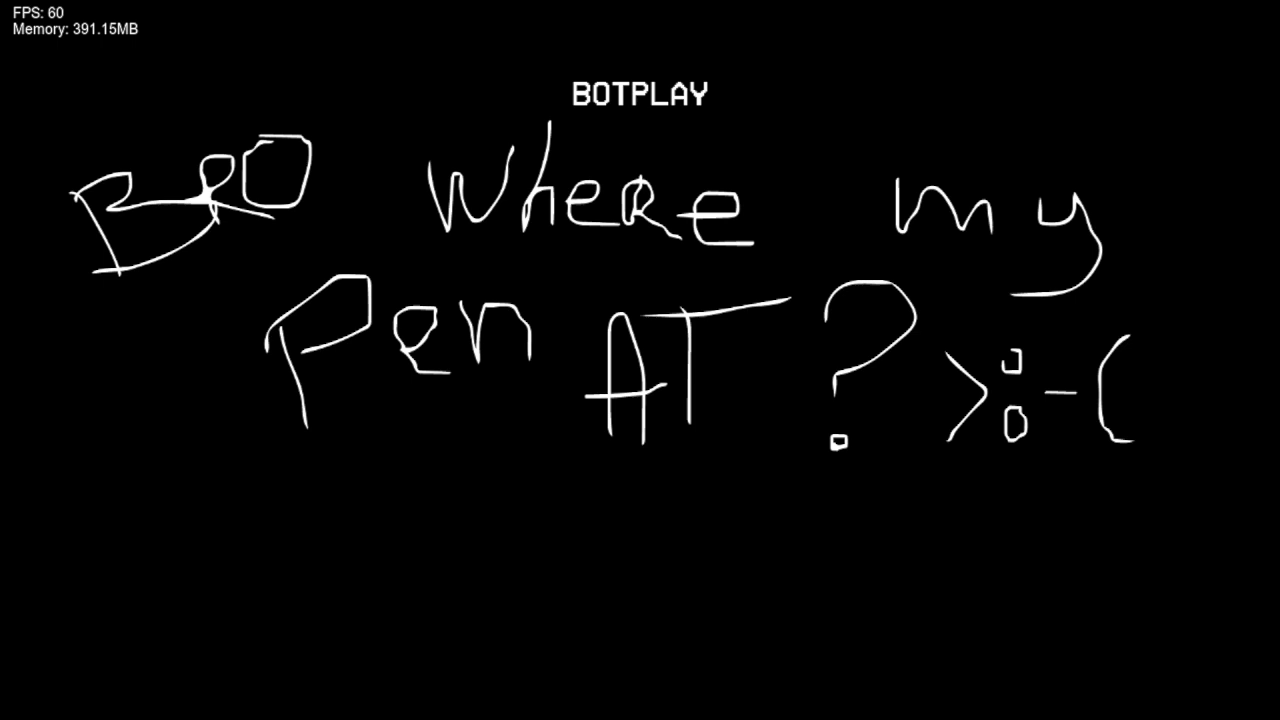 FPS: 60
Memory: 391.15MB
BOTPLAY
BRO where my
Pen AT? >:-(